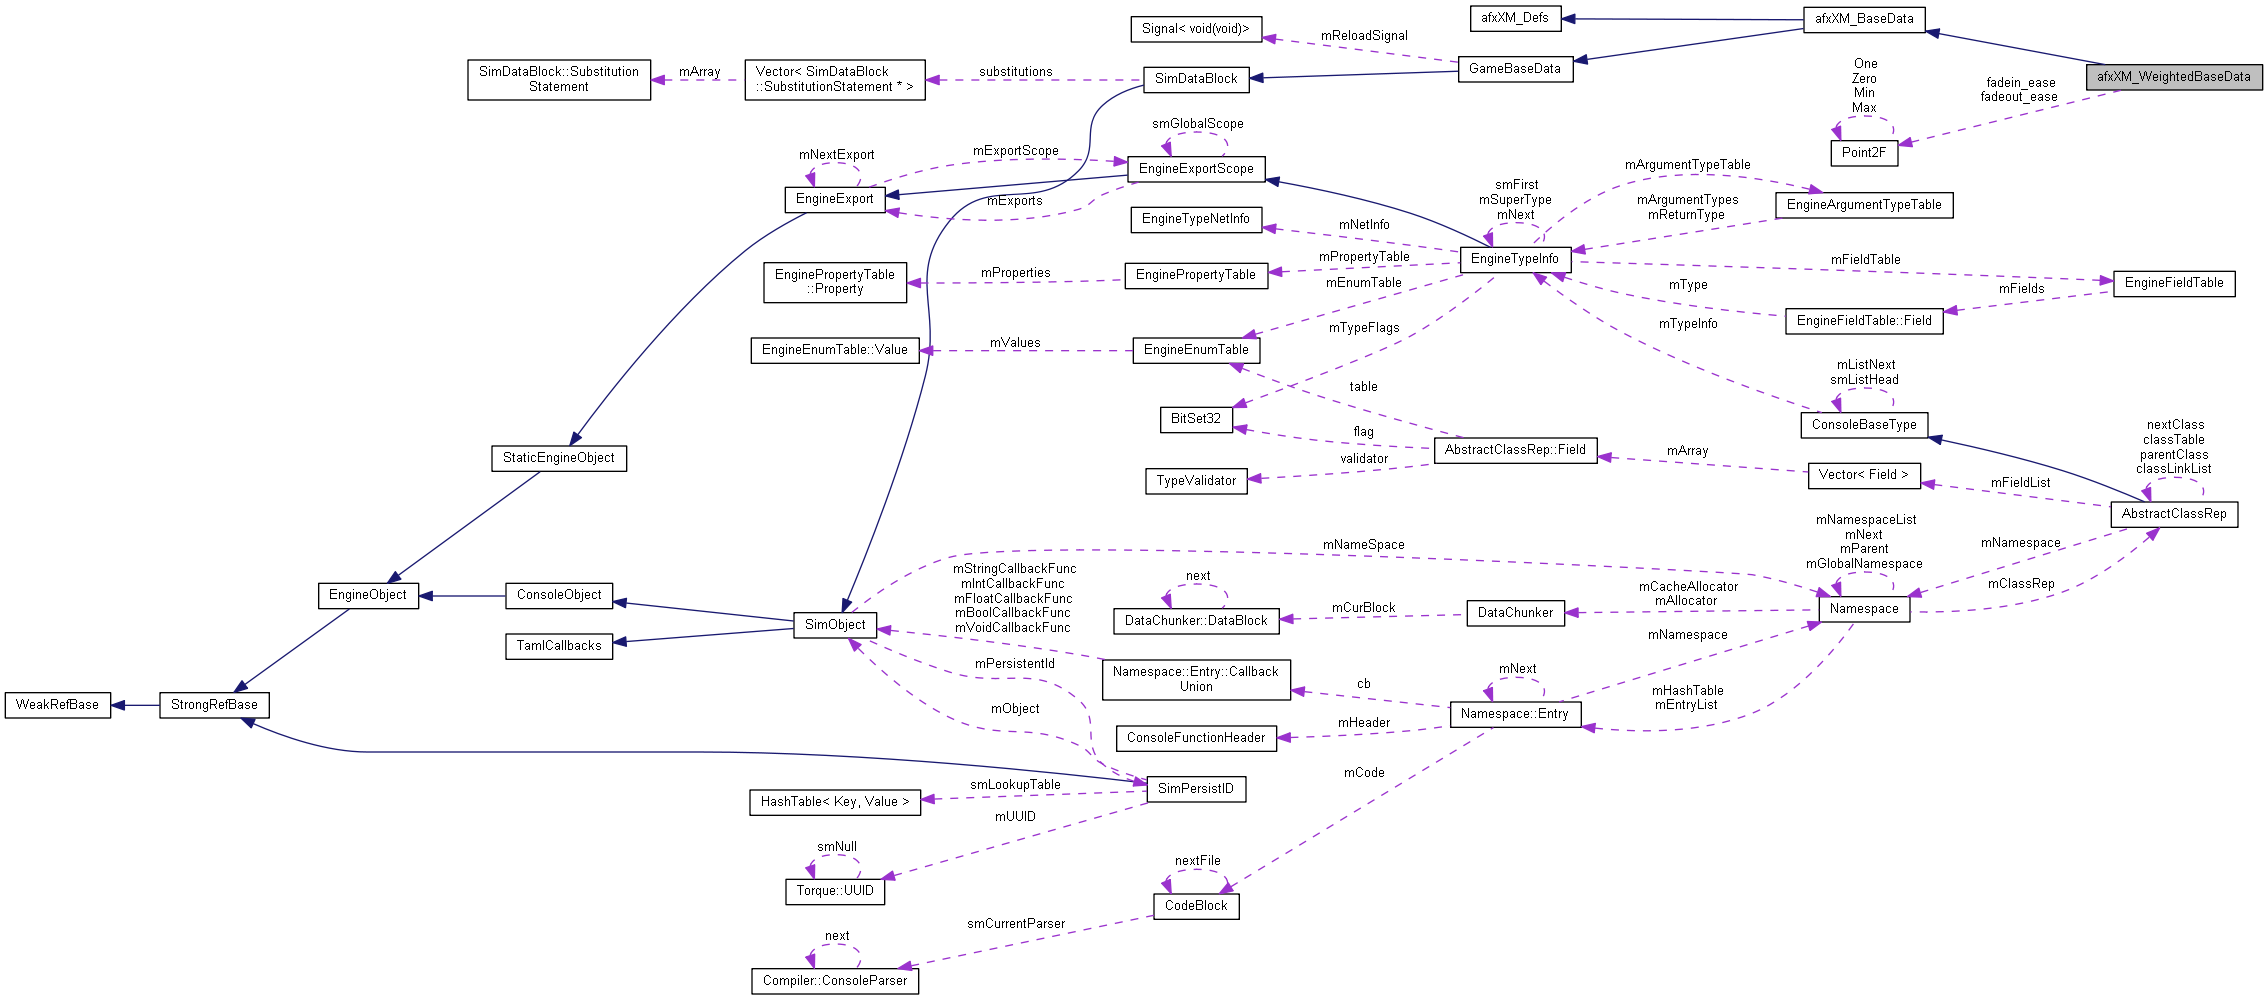 afxXM_Defs
afxXM_BaseData
Signal< void(void)>
mReloadSignal
GameBaseData
SimDataBlock::Substitution
Statement
mArray
Vector< SimDataBlock
::SubstitutionStatement * >
substitutions
SimDataBlock
afxXM_WeightedBaseData
One
Zero
Min
Max
fadein_ease
fadeout_ease
Point2F
smGlobalScope
mNextExport
mExportScope
EngineExportScope
EngineExport
mExports
mArgumentTypeTable
EngineArgumentTypeTable
mArgumentTypes
mReturnType
smFirst
mSuperType
mNext
EngineTypeNetInfo
mNetInfo
EngineTypeInfo
mPropertyTable
EnginePropertyTable
::Property
mProperties
EnginePropertyTable
mEnumTable
mFieldTable
EngineFieldTable
mType
mFields
EngineFieldTable::Field
mTypeFlags
mTypeInfo
EngineEnumTable::Value
mValues
EngineEnumTable
mListNext
smListHead
ConsoleBaseType
table
BitSet32
flag
AbstractClassRep::Field
validator
TypeValidator
mArray
Vector< Field >
mFieldList
nextClass
classTable
parentClass
classLinkList
AbstractClassRep
StaticEngineObject
mNameSpace
mNamespaceList
mNext
mParent
mGlobalNamespace
mNamespace
mClassRep
Namespace
mStringCallbackFunc
mIntCallbackFunc
mFloatCallbackFunc
mBoolCallbackFunc
mVoidCallbackFunc
next
DataChunker::DataBlock
mCurBlock
DataChunker
mCacheAllocator
mAllocator
EngineObject
ConsoleObject
SimObject
TamlCallbacks
mNamespace
mPersistentId
Namespace::Entry::Callback
Union
cb
mNext
mHashTable
mEntryList
WeakRefBase
StrongRefBase
mObject
Namespace::Entry
ConsoleFunctionHeader
mHeader
mCode
SimPersistID
smLookupTable
HashTable< Key, Value >
mUUID
smNull
Torque::UUID
nextFile
CodeBlock
smCurrentParser
next
Compiler::ConsoleParser